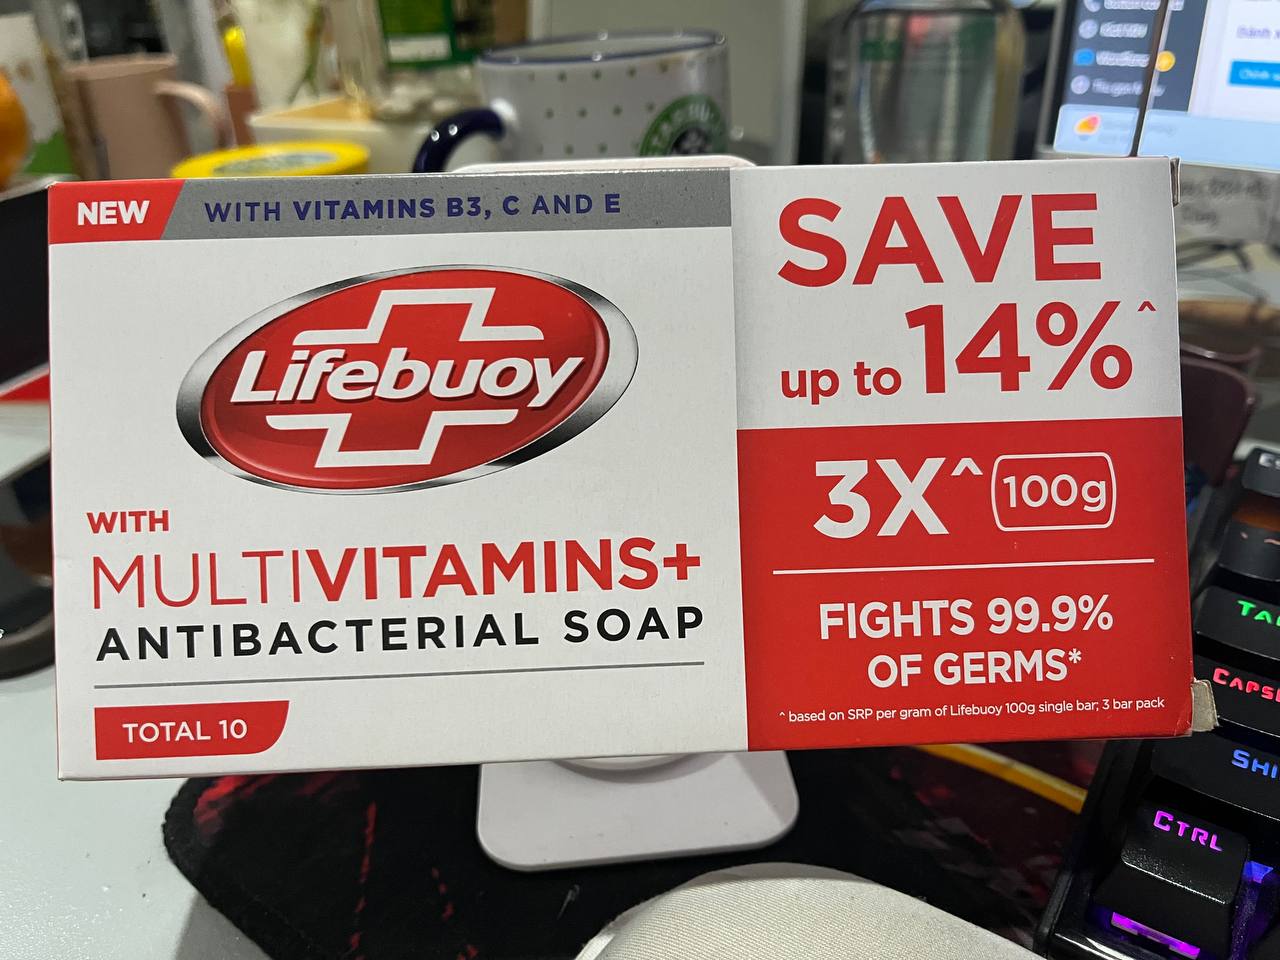 NEW
WITH VITAMINS B3, C AND E
Lifebuoy
WITH
MULTIVITAMINS+
ANTIBACTERIAL SOAP
TOTAL 10
SAVE
up to 14%^
3X^ 100g
FIGHTS 99.9%
OF GERMS*
^ based on SRP per gram of Lifebuoy 100g single bar; 3 bar pack
CTRL